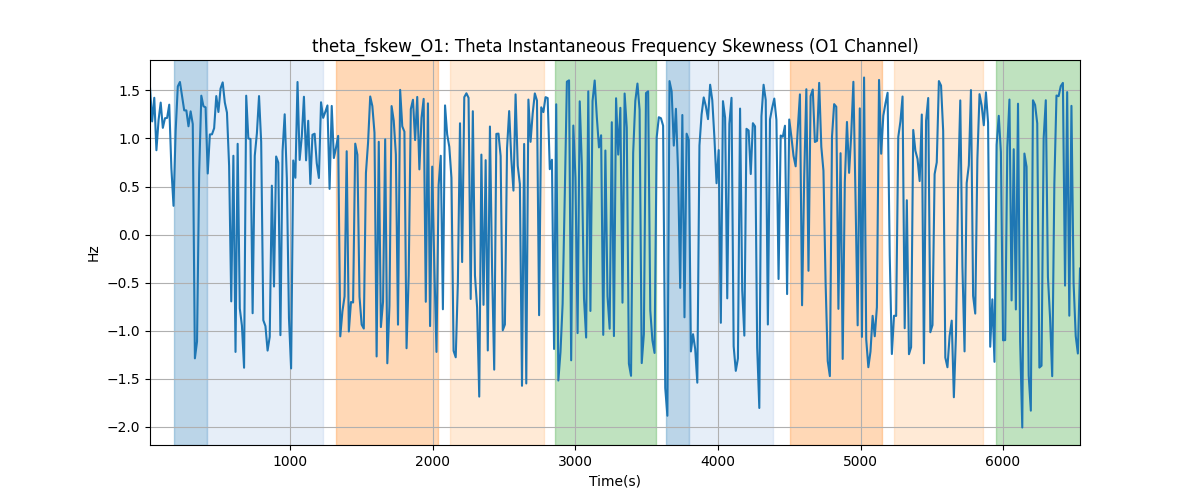 theta_fskew_O1: Theta Instantaneous Frequency Skewness (O1 Channel)
1.5
1.0
0.5
0.0
−0.5
−1.0
−1.5
−2.0
Hz
1000 2000 3000 4000 5000 6000
Time(s)